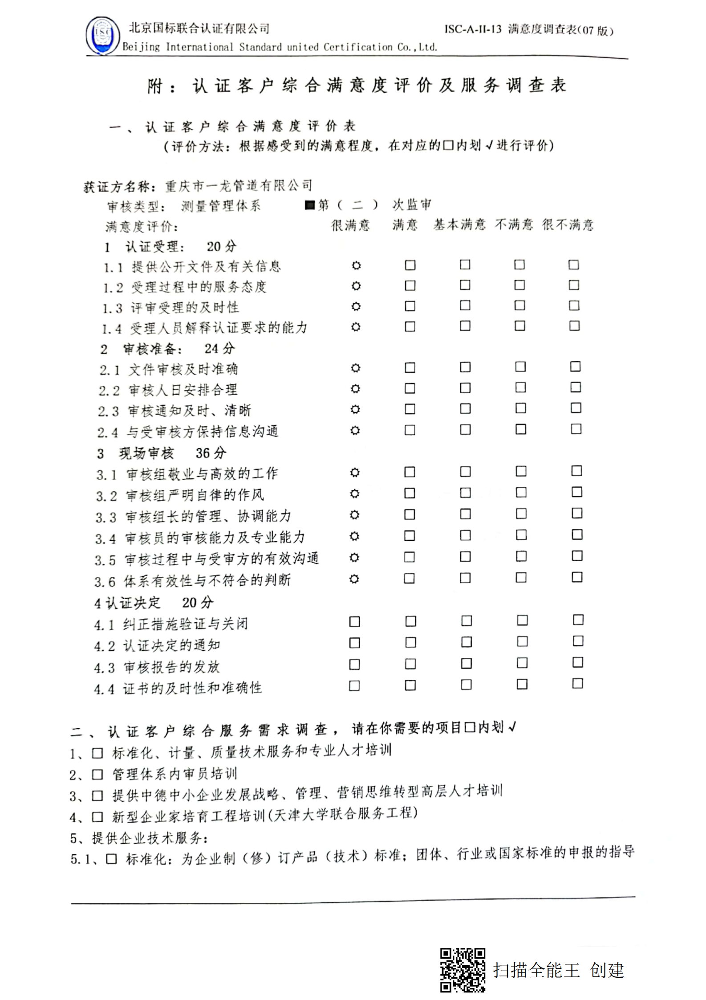 ISC
北京国标联合认证有限公司 ISC-A-II-13 满意度调查表(07 版)
Beijing International Standard united Certification Co.,Ltd.
附：认证客户综合满意度评价及服务调查表
一、认证客户综合满意度评价表
(评价方法：根据感受到的满意程度，在对应的□内划√进行评价)
获证方名称：重庆市一龙管道有限公司
审核类型： 测量管理体系 ■第（ 二 ） 次监审
满意度评价： 很满意 满意 基本满意 不满意 很不满意
1 认证受理： 20 分
1.1 提供公开文件及有关信息 ☼ □ □ □ □
1.2 受理过程中的服务态度 ☼ □ □ □ □
1.3 评审受理的及时性 ☼ □ □ □ □
1.4 受理人员解释认证要求的能力 ☼ □ □ □ □
2 审核准备： 24 分
2.1 文件审核及时准确 ☼ □ □ □ □
2.2 审核人日安排合理 ☼ □ □ □ □
2.3 审核通知及时、清晰 ☼ □ □ □ □
2.4 与受审核方保持信息沟通 ☼ □ □ □ □
3 现场审核 36 分
3.1 审核组敬业与高效的工作 ☼ □ □ □ □
3.2 审核组严明自律的作风 ☼ □ □ □ □
3.3 审核组长的管理、协调能力 ☼ □ □ □ □
3.4 审核员的审核能力及专业能力 ☼ □ □ □ □
3.5 审核过程中与受审方的有效沟通 ☼ □ □ □ □
3.6 体系有效性与不符合的判断 ☼ □ □ □ □
4 认证决定 20 分
4.1 纠正措施验证与关闭 □ □ □ □ □
4.2 认证决定的通知 □ □ □ □ □
4.3 审核报告的发放 □ □ □ □ □
4.4 证书的及时性和准确性 □ □ □ □ □
二、认证客户综合服务需求调查，请在你需要的项目□内划√
1、□ 标准化、计量、质量技术服务和专业人才培训
2、□ 管理体系内审员培训
3、□ 提供中德中小企业发展战略、管理、营销思维转型高层人才培训
4、□ 新型企业家培育工程培训(天津大学联合服务工程)
5、提供企业技术服务：
5.1、□ 标准化：为企业制（修）订产品（技术）标准；团体、行业或国家标准的申报的指导
扫描全能王 创建